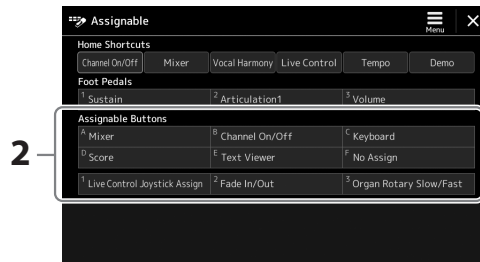 Assignable
Menu
Home Shortcuts
Channel On/Off Mixer Vocal Harmony Live Control Tempo Demo
Foot Pedals
1 Sustain 2 Articulation1 3 Volume
Assignable Buttons
A Mixer B Channel On/Off C Keyboard
2
D Score E Text Viewer F No Assign
1 Live Control Joystick Assign 2 Fade In/Out 3 Organ Rotary Slow/Fast